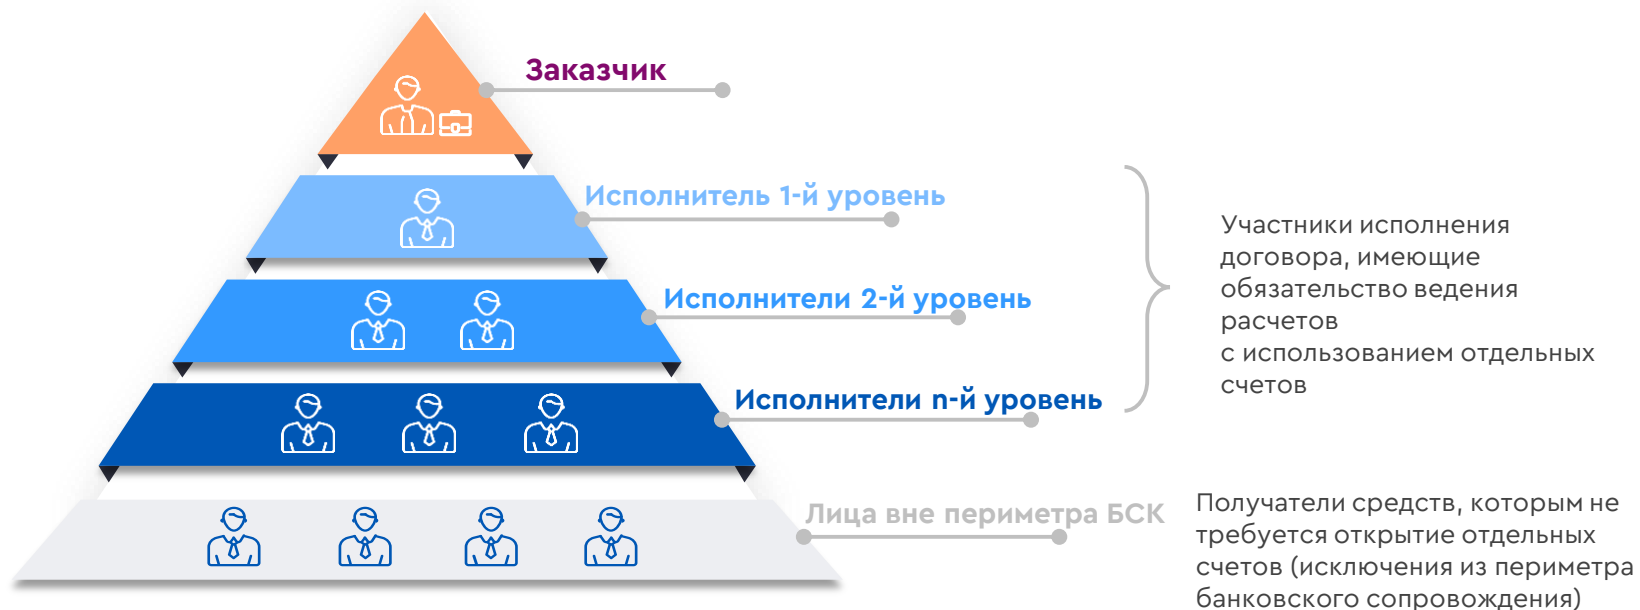 Заказчик
Исполнитель 1-й уровень
Исполнители 2-й уровень
Исполнители n-й уровень
Участники исполнения
договора, имеющие
обязательство ведения
расчетов
с использованием отдельных
счетов
Лица вне периметра БСК
Получатели средств, которым не
требуется открытие отдельных
счетов (исключения из периметра
банковского сопровождения)